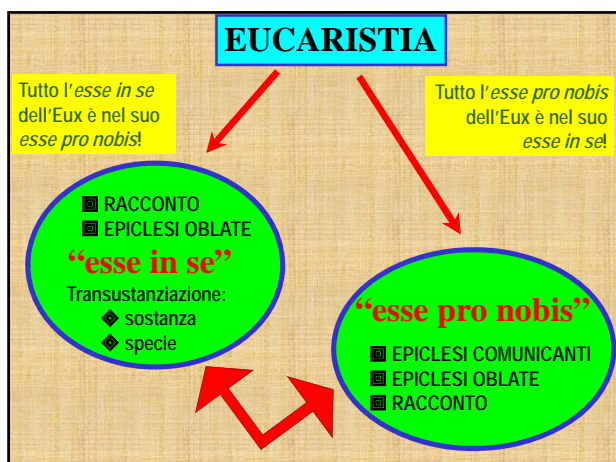 EUCARISTIA
Tutto l'esse in se
dell'Eux è nel suo
esse pro nobis!
Tutto l'esse pro nobis
dell'Eux è nel suo
esse in se!
RACCONTO
EPICLESI OBLATE
“esse in se”
Transustanziazione:
sostanza
specie
“esse pro nobis”
EPICLESI COMUNICANTI
EPICLESI OBLATE
RACCONTO